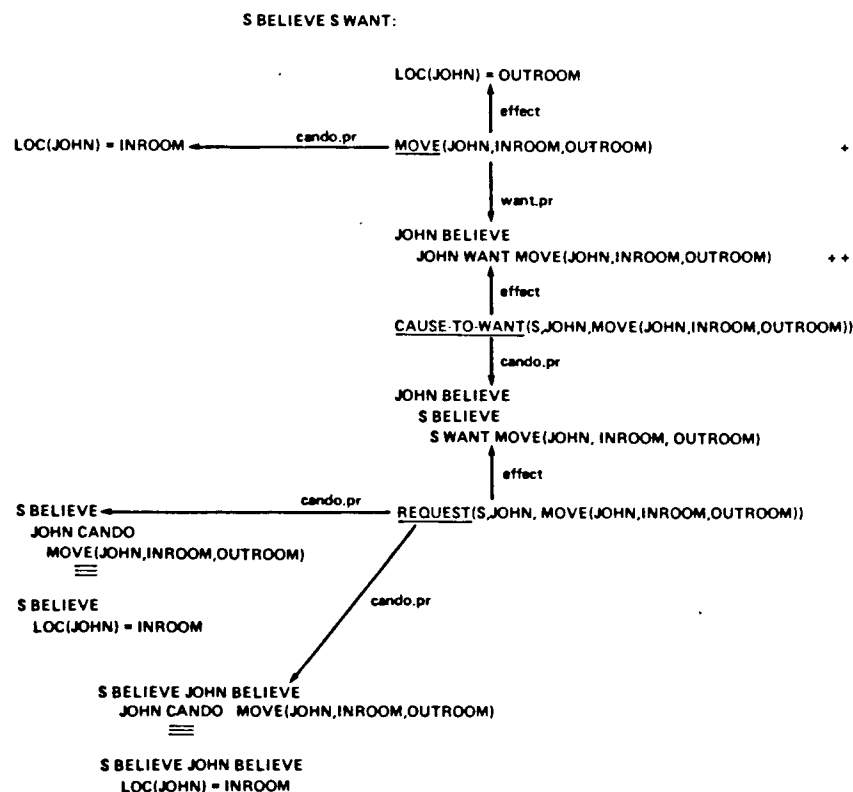 S BELIEVE S WANT:
LOC(JOHN) = OUTROOM
effect
LOC(JOHN) = INROOM
cando.pr
MOVE(JOHN,INROOM,OUTROOM)
+
want.pr
JOHN BELIEVE
JOHN WANT MOVE(JOHN,INROOM,OUTROOM)
++
effect
CAUSE-TO-WANT(S,JOHN,MOVE(JOHN,INROOM,OUTROOM))
cando.pr
JOHN BELIEVE
S BELIEVE
S WANT MOVE(JOHN, INROOM, OUTROOM)
effect
S BELIEVE
cando.pr
REQUEST(S,JOHN, MOVE(JOHN,INROOM,OUTROOM))
JOHN CANDO
MOVE(JOHN,INROOM,OUTROOM)
S BELIEVE
LOC(JOHN) = INROOM
cando.pr
S BELIEVE JOHN BELIEVE
JOHN CANDO MOVE(JOHN,INROOM,OUTROOM)
S BELIEVE JOHN BELIEVE
LOC(JOHN) = INROOM